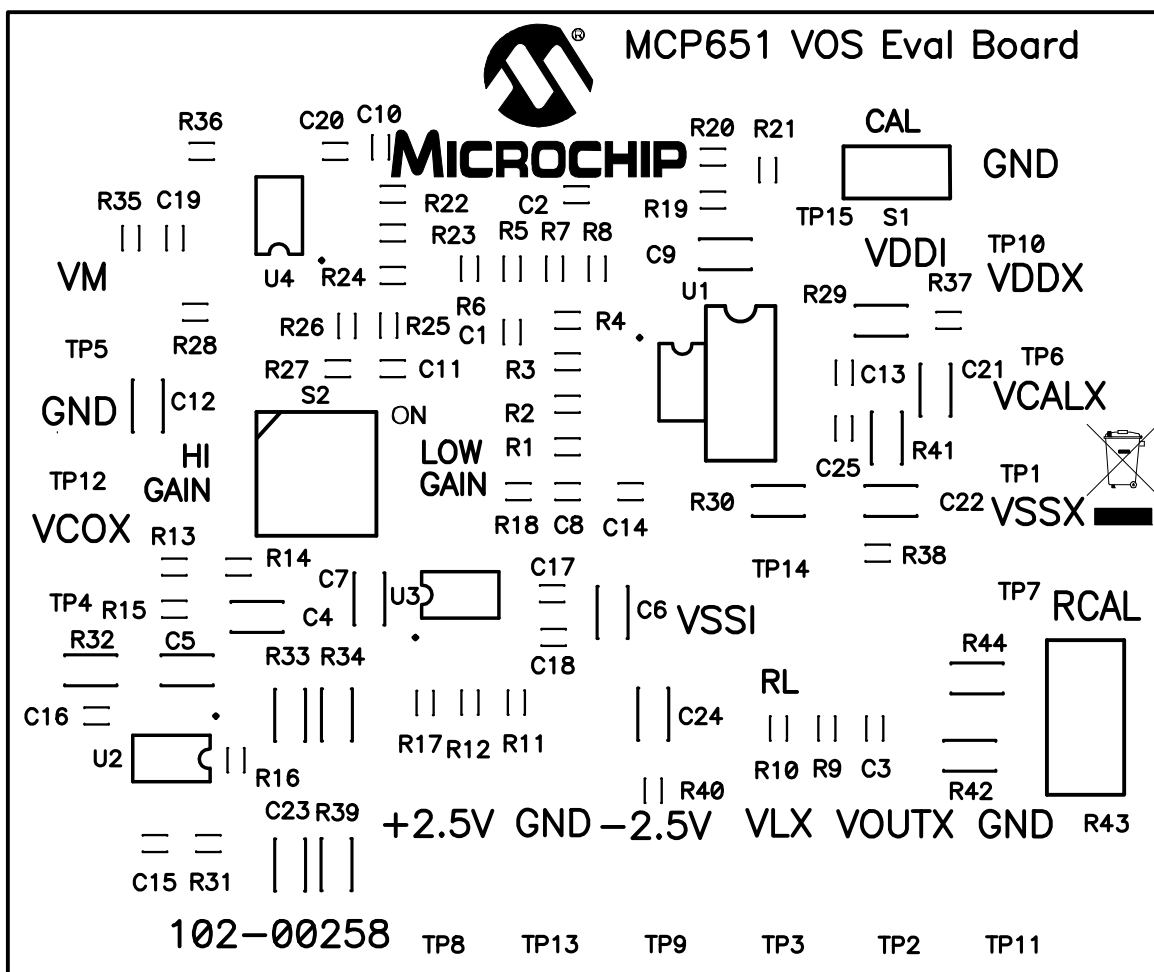 ® MCP651 VOS Eval Board
MICROCHIP
R36 C20 C10 R20 R21 CAL
GND
R35 C19 R22 C2 R19 TP15 S1
R23 R5 R7 R8 C9 VDDI TP10
VM U4 R24 U1 VDDX
R29 R37
R6
R26 R25 C1 R4
TP5 R28
R27 C11 R3 C13 C21 TP6
S2
GND C12 ON R2 VCALX
HI LOW R1 C25 R41
GAIN GAIN
TP12 TP1
R30 C22 VSSX
VCOX R18 C8 C14
R13 R14 R38
C7 U3 C17 TP14
TP4 R15 C4 C6 VSSI TP7 RCAL
R32 C5 R33 R34 C18 R44
RL
C16 C24
U2 R16 R17 R12 R11 R10 R9 C3
R40 R42
C23 R39 +2.5V GND -2.5V VLX VOUTX GND R43
C15 R31
102-00258 TP8 TP13 TP9 TP3 TP2 TP11